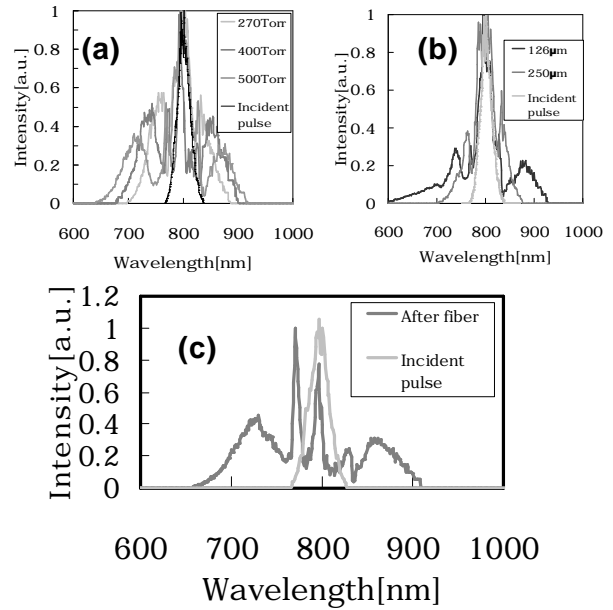 (a)
Intensity[a.u.]
1
0.8
0.6
0.4
0.2
0
600 700 800 900 1000
Wavelength[nm]
270Torr
400Torr
500Torr
Incident
pulse
(b)
Intensity[a.u.]
1
0.8
0.6
0.4
0.2
0
600 700 800 900 1000
Wavelength[nm]
126μm
250μm
Incident
pulse
(c)
Intensity[a.u.]
1.2
1
0.8
0.6
0.4
0.2
0
600 700 800 900 1000
Wavelength[nm]
After fiber
Incident
pulse